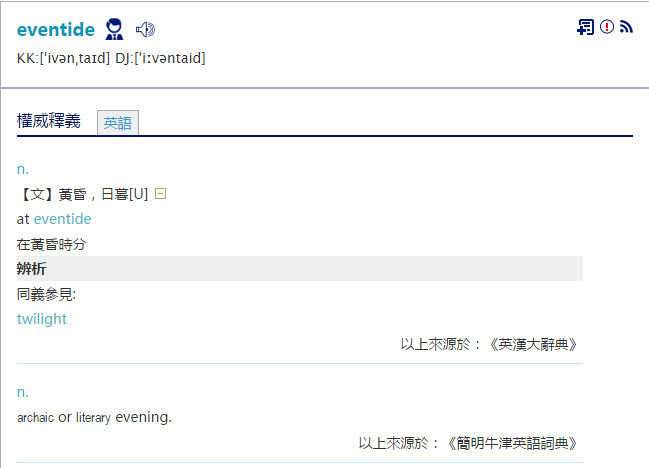 eventide
KK:[ˈivənˌtaɪd] DJ:[ˈiːvəntaid]
權威釋義 英語
n.
【文】黃昏，日暮[U]
at eventide
在黃昏時分
辨析
同義參見:
twilight
以上來源於：《英漢大辭典》
n.
archaic or literary evening.
以上來源於：《簡明牛津英語詞典》